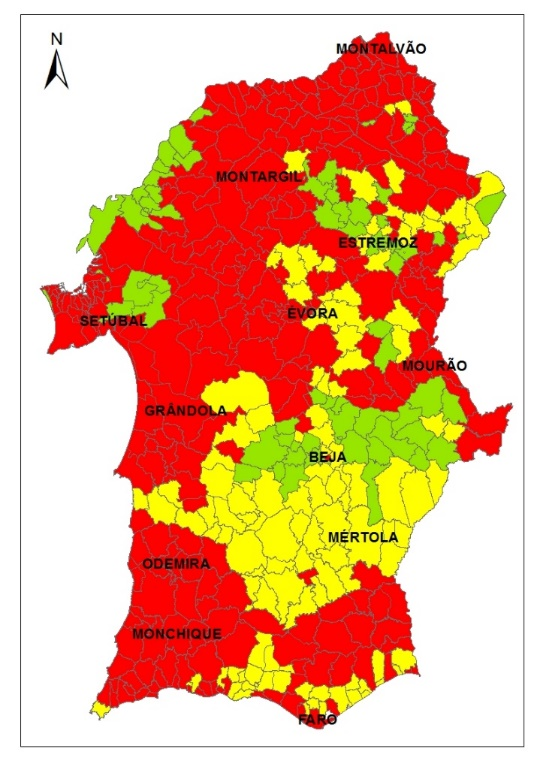 N
MONTALVÃO
MONTARGIL
ESTREMOZ
SETÚBAL
ÉVORA
MOURÃO
GRÂNDOLA
BEJA
MÉRTOLA
ODEMIRA
MONCHIQUE
FARO